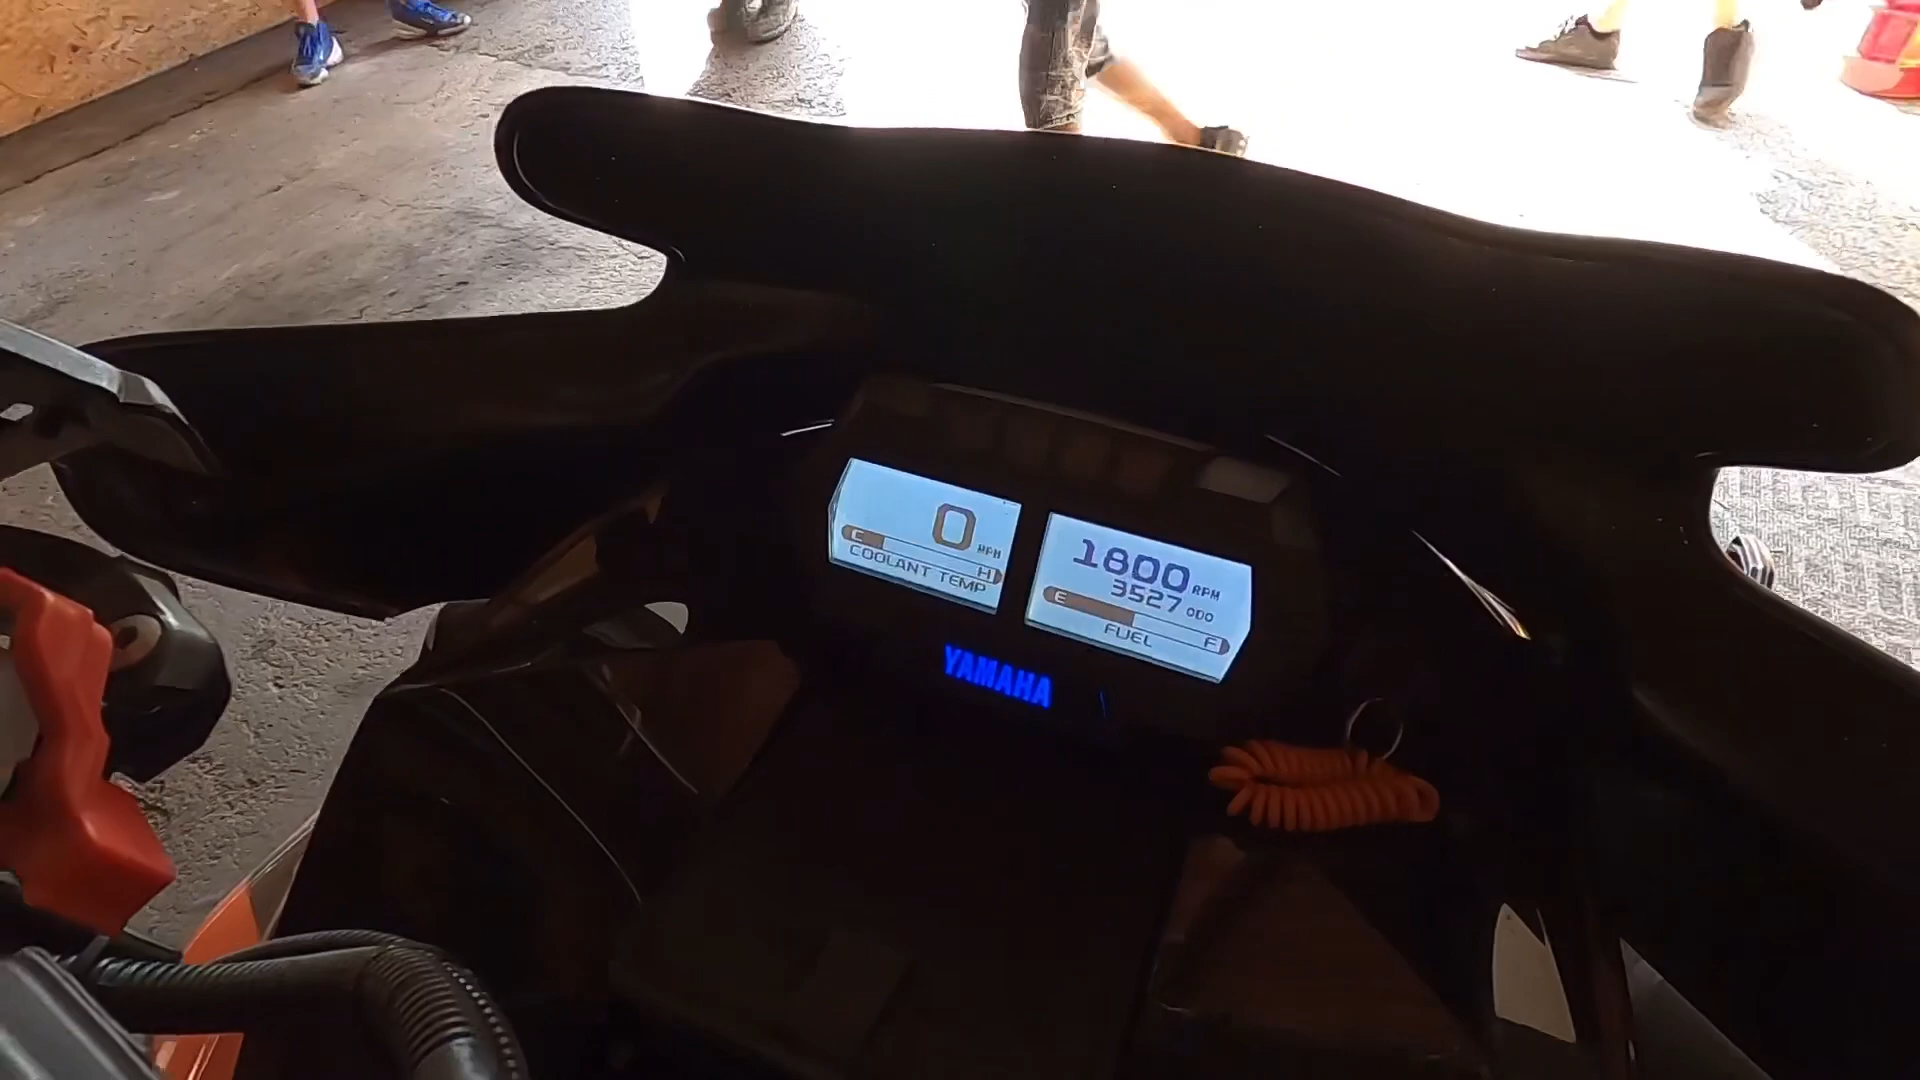 0 MPH
C H
COOLANT TEMP
1800 RPM
3527 ODO
E F
FUEL
YAMAHA